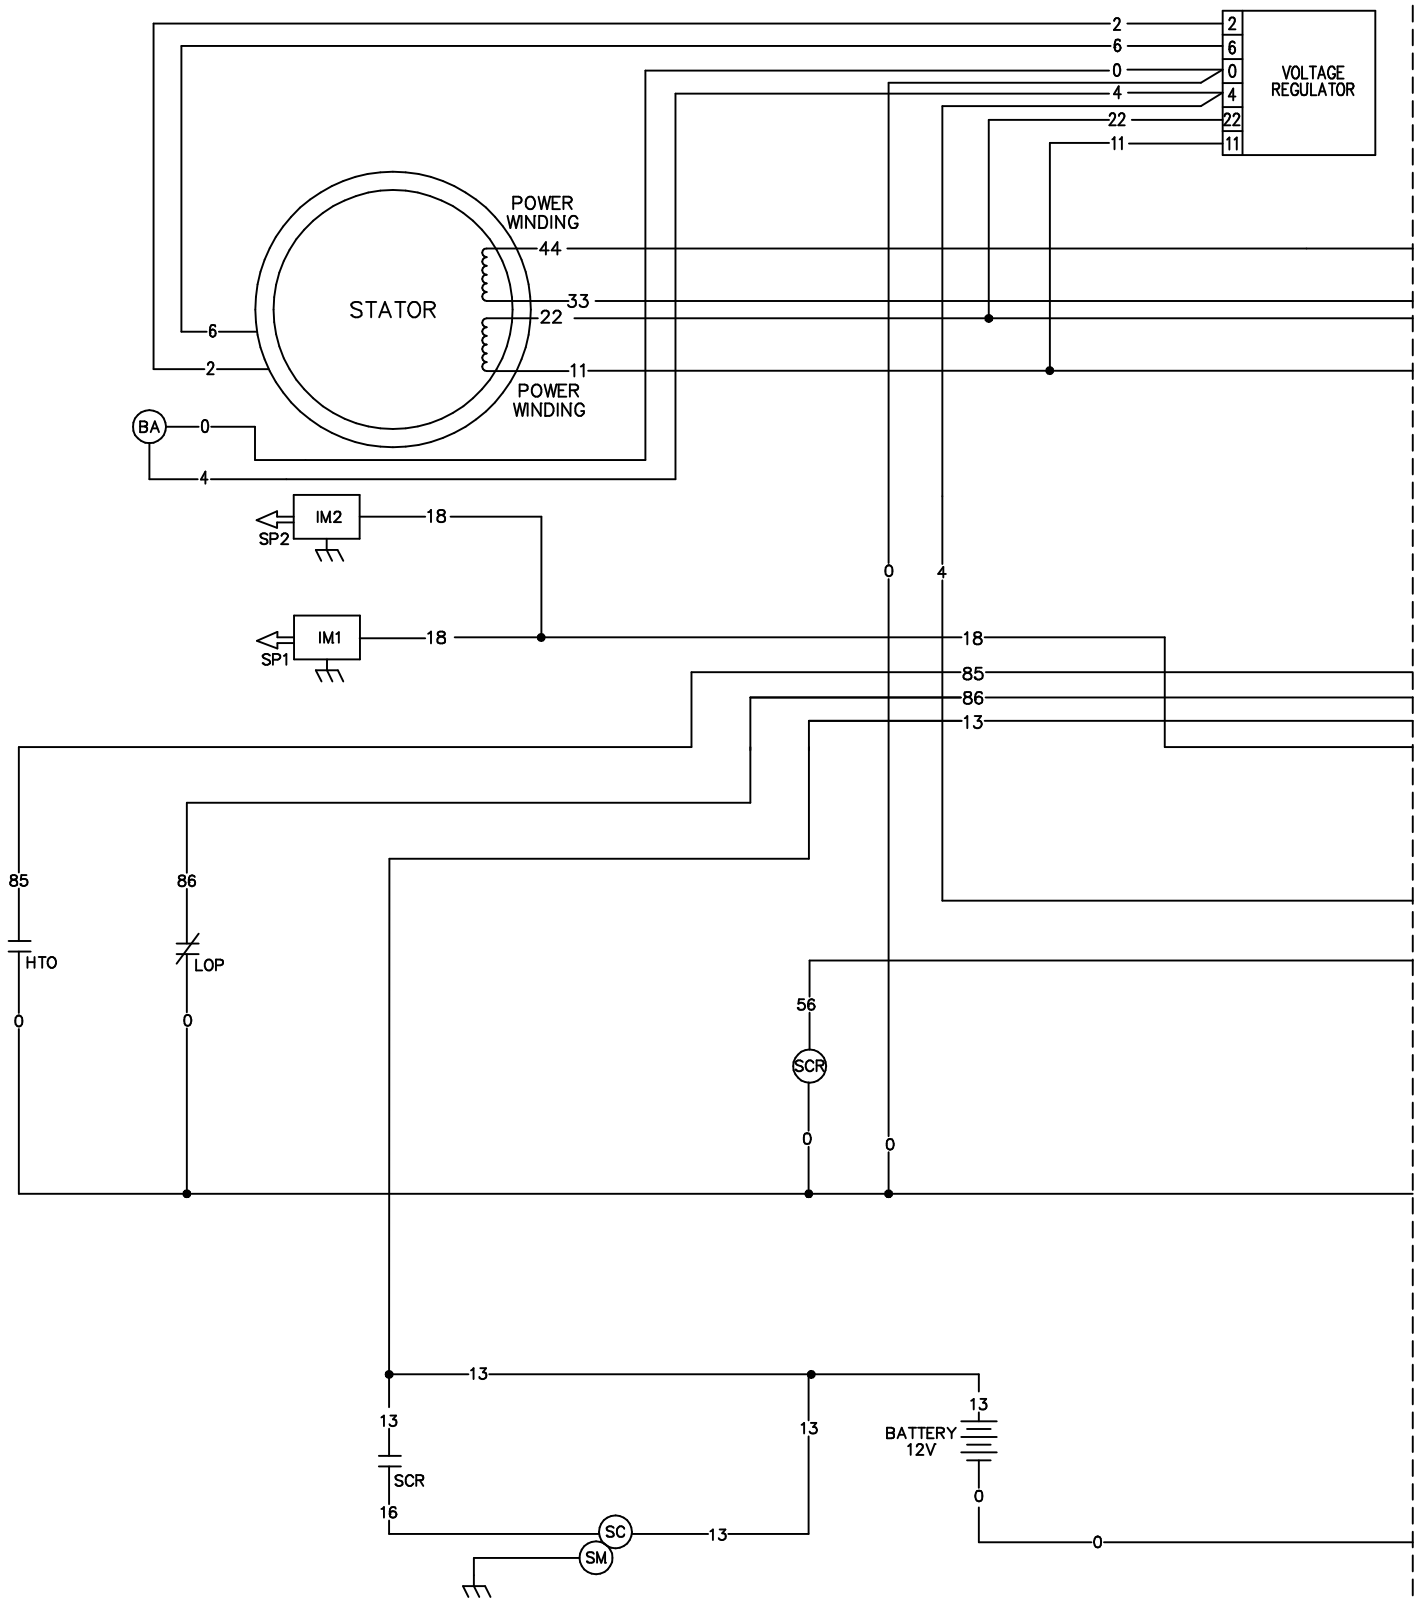 2 2
6 6
0 0
4 4
22 22
11 11
VOLTAGE
REGULATOR
POWER
WINDING
44
STATOR
33
22
6
2
11
POWER
WINDING
BA 0
4
IM2 18
SP2
0 4
IM1 18 18
SP1
85
86
13
85 86
HTO LOP
56
0 0
SCR
0 0
13
13
13
BATTERY
12V
13
SCR
0
16
SC 13
SM
0